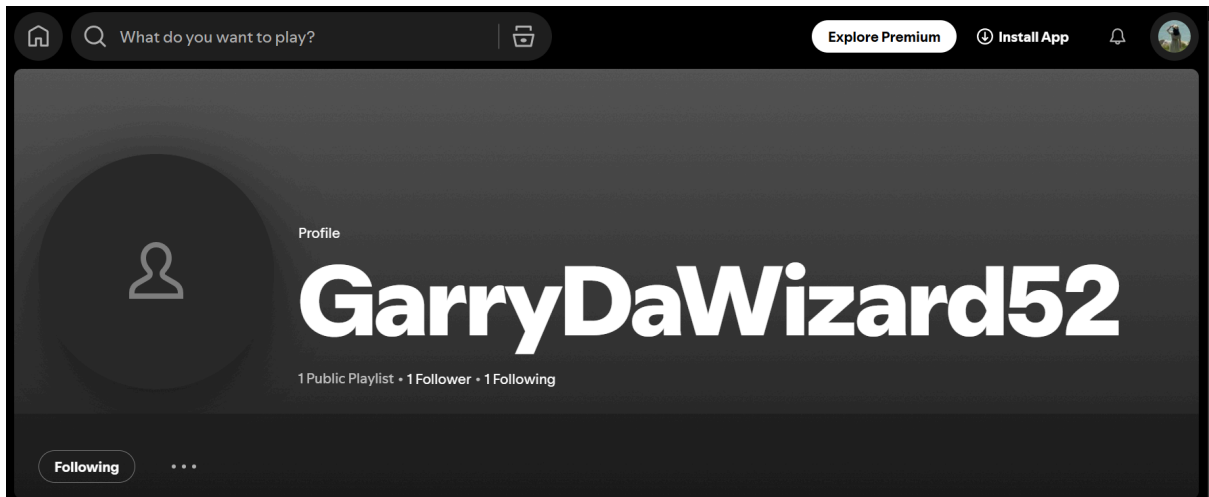 What do you want to play?
Explore Premium
Install App
Profile
GarryDaWizard52
1 Public Playlist • 1 Follower • 1 Following
Following